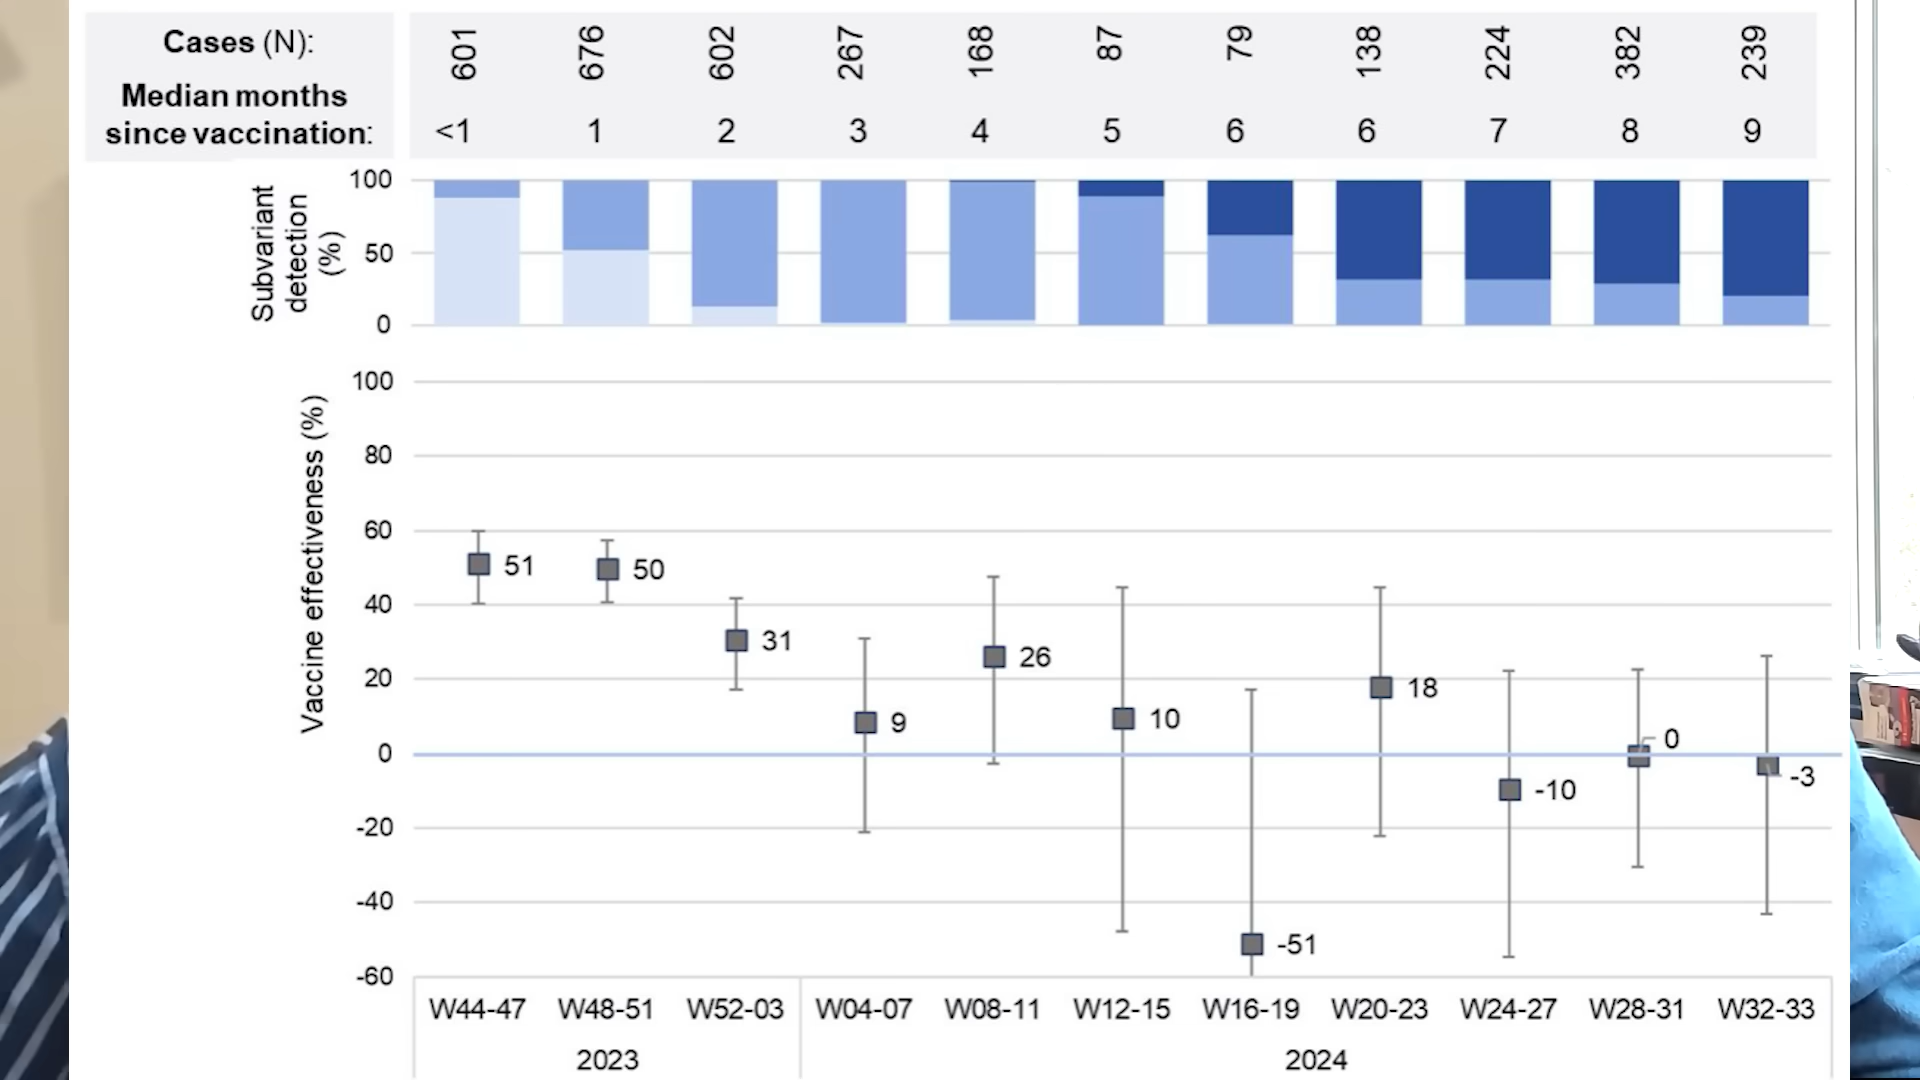 Cases (N):
601 676 602 267 168 87 79 138 224 382 239
Median months
since vaccination:
<1 1 2 3 4 5 6 6 7 8 9
Subvariant
detection
(%)
100
50
0
Vaccine effectiveness (%)
100
80
60
40
20
0
-20
-40
-60
51
50
31
9
26
10
-51
18
-10
0
-3
W44-47 W48-51 W52-03 W04-07 W08-11 W12-15 W16-19 W20-23 W24-27 W28-31 W32-33
2023 2024